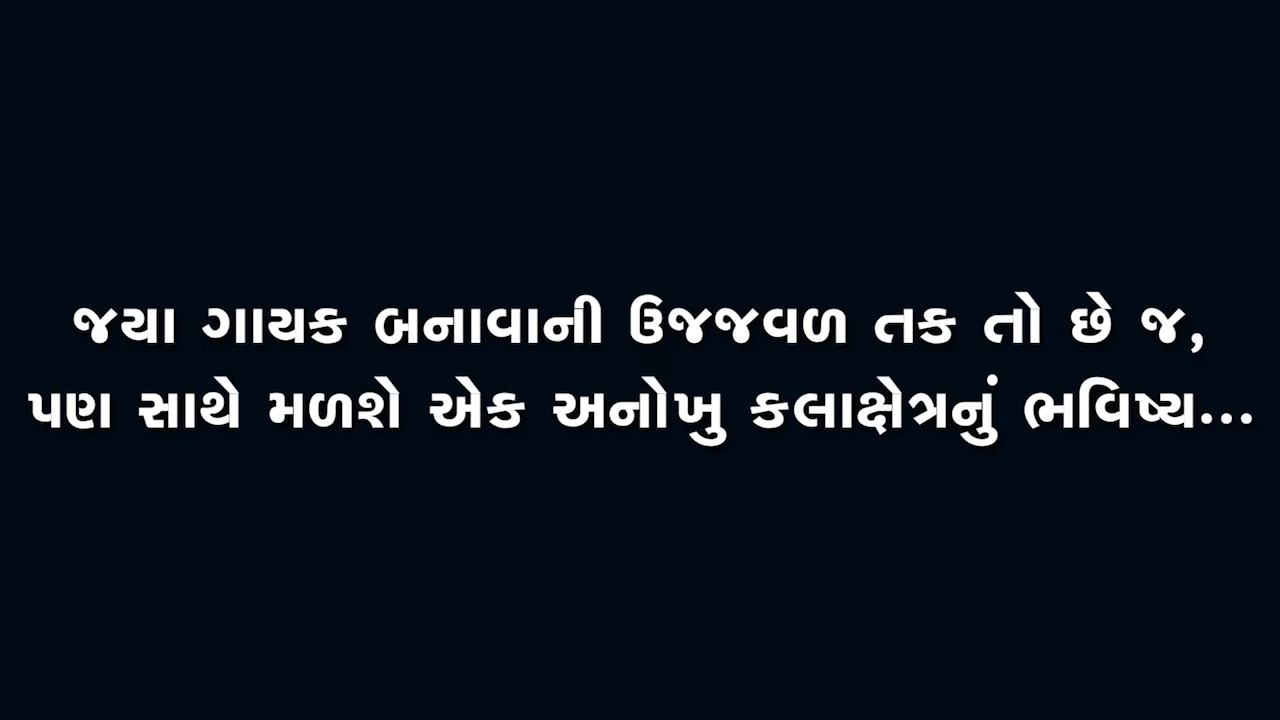 જયા ગાયક બનાવાની ઉજજવળ તક તો છે જ,
પણ સાથે મળશે એક અનોખુ કલાક્ષેત્રનું ભવિષ્ય...